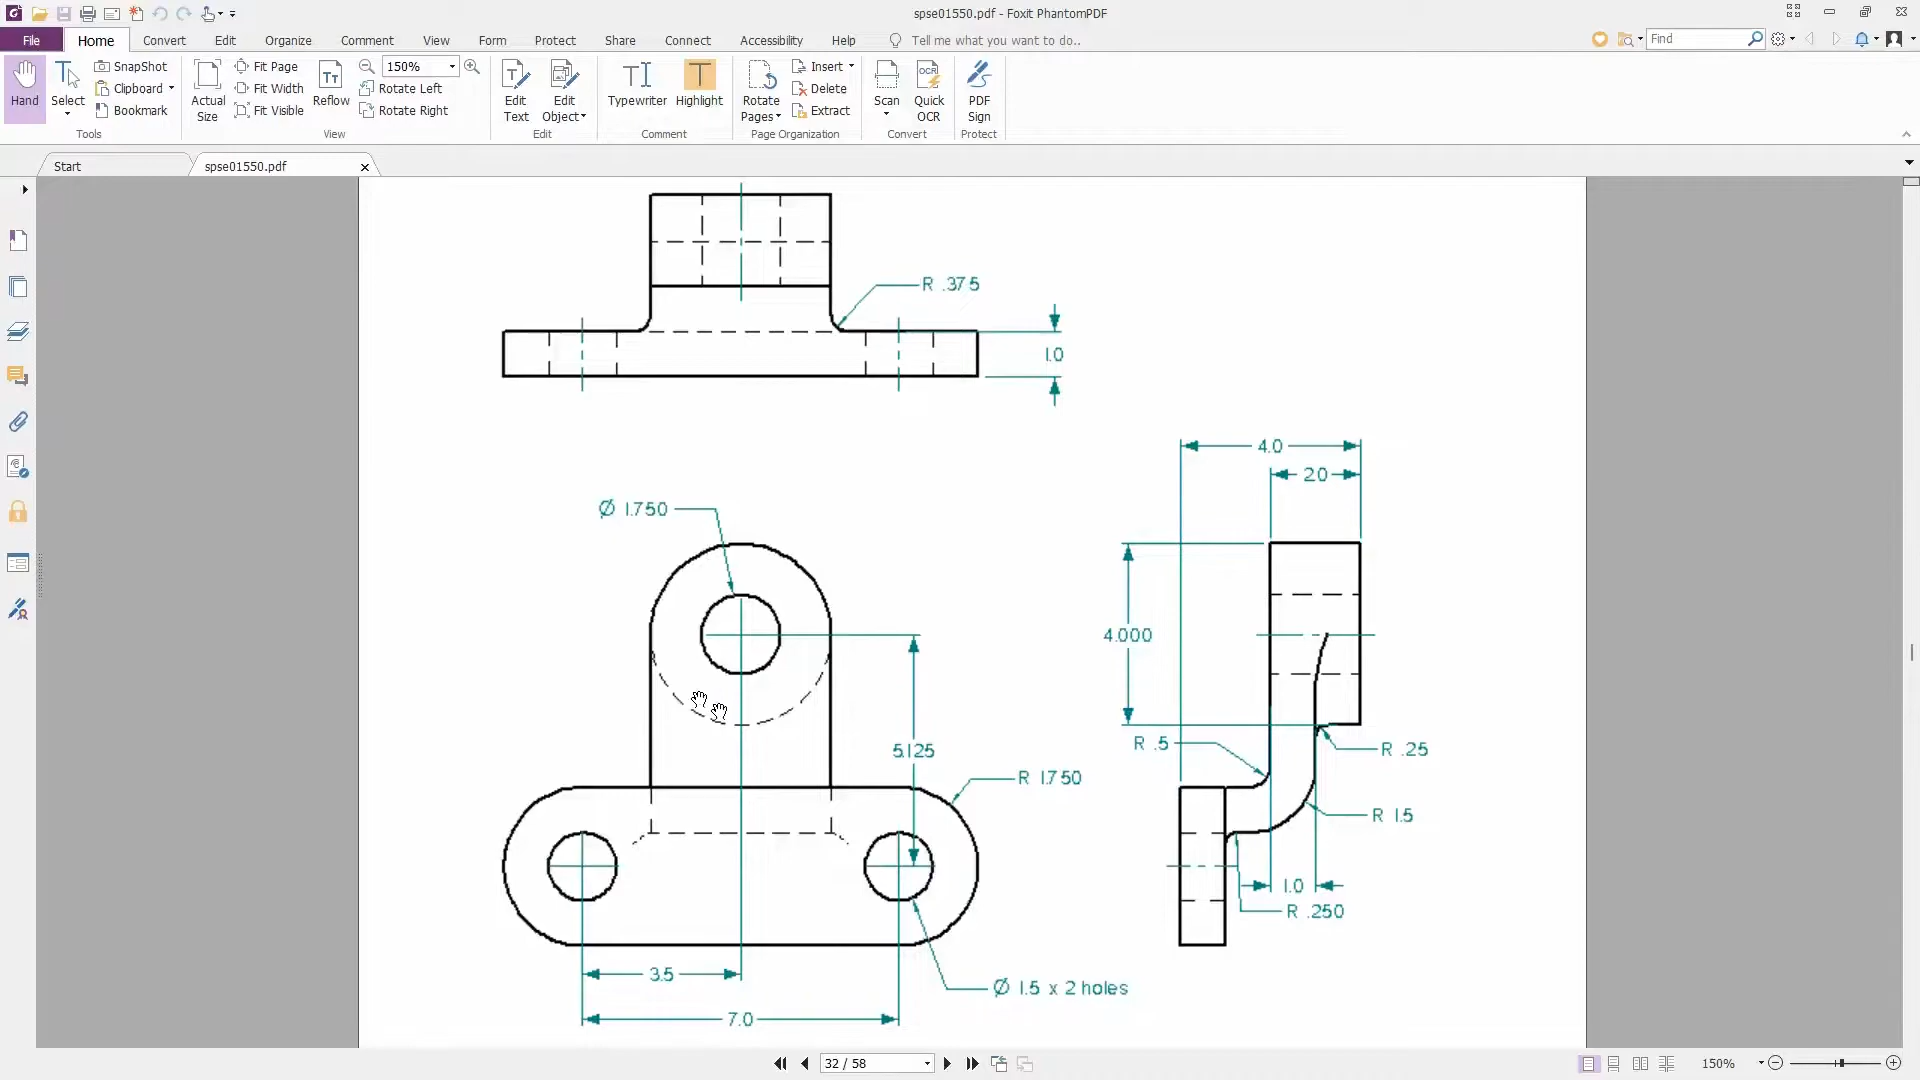 spse01550.pdf - Foxit PhantomPDF
File Home Convert Edit Organize Comment View Form Protect Share Connect Accessibility Help Tell me what you want to do.. Find
Hand
Select
SnapShot
Clipboard
Bookmark
Tools
Actual Size
Fit Page
Fit Width
Fit Visible
Reflow
150%
Rotate Left
Rotate Right
View
Edit Text
Edit Object
Edit
Typewriter
Highlight
Comment
Rotate Pages
Insert
Delete
Extract
Page Organization
Scan
Quick OCR
Convert
PDF Sign
Protect
Start
spse01550.pdf
R .375
1.0
4.0
2.0
Ø 1.750
4.000
5.125
R .5
R .25
R 1.750
R 1.5
1.0
R .250
3.5
Ø 1.5 x 2 holes
7.0
32 / 58
150%